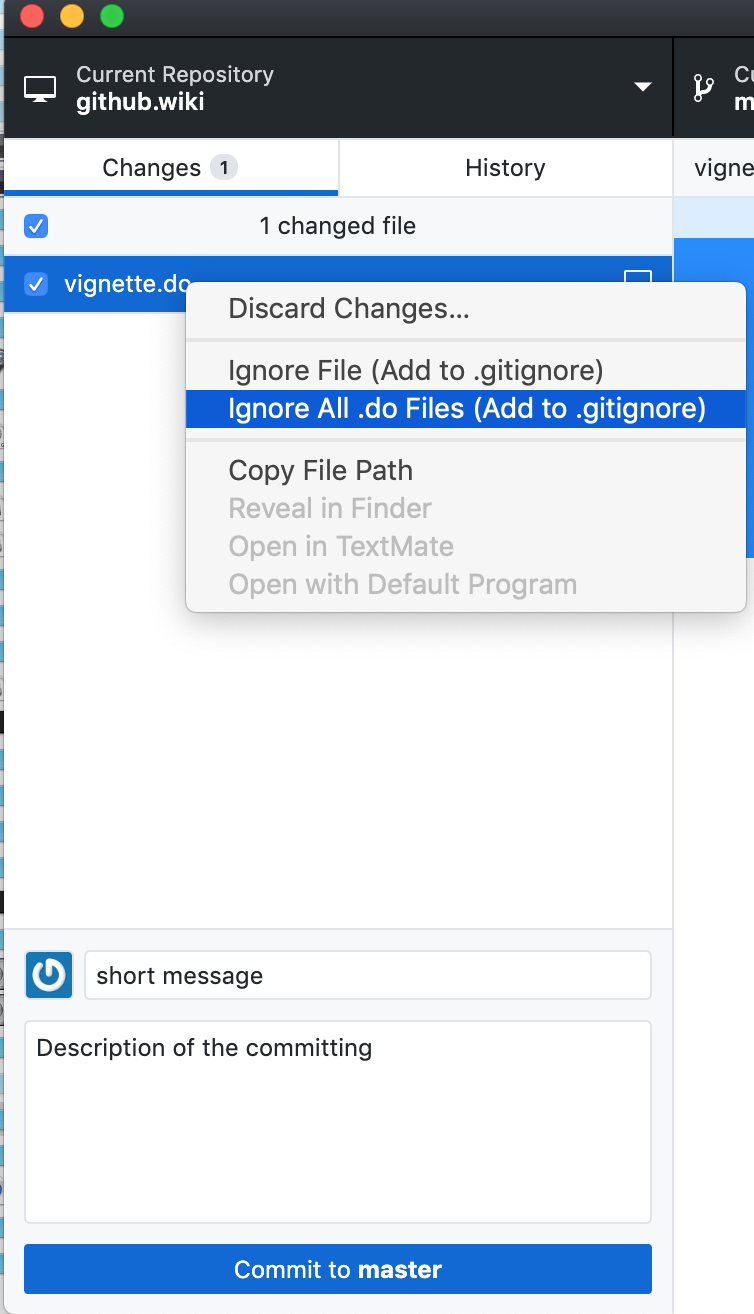 Current Repository
github.wiki
Changes 1
History
1 changed file
vignette.do
Discard Changes…
Ignore File (Add to .gitignore)
Ignore All .do Files (Add to .gitignore)
Copy File Path
Reveal in Finder
Open in TextMate
Open with Default Program
short message
Description of the committing
Commit to master